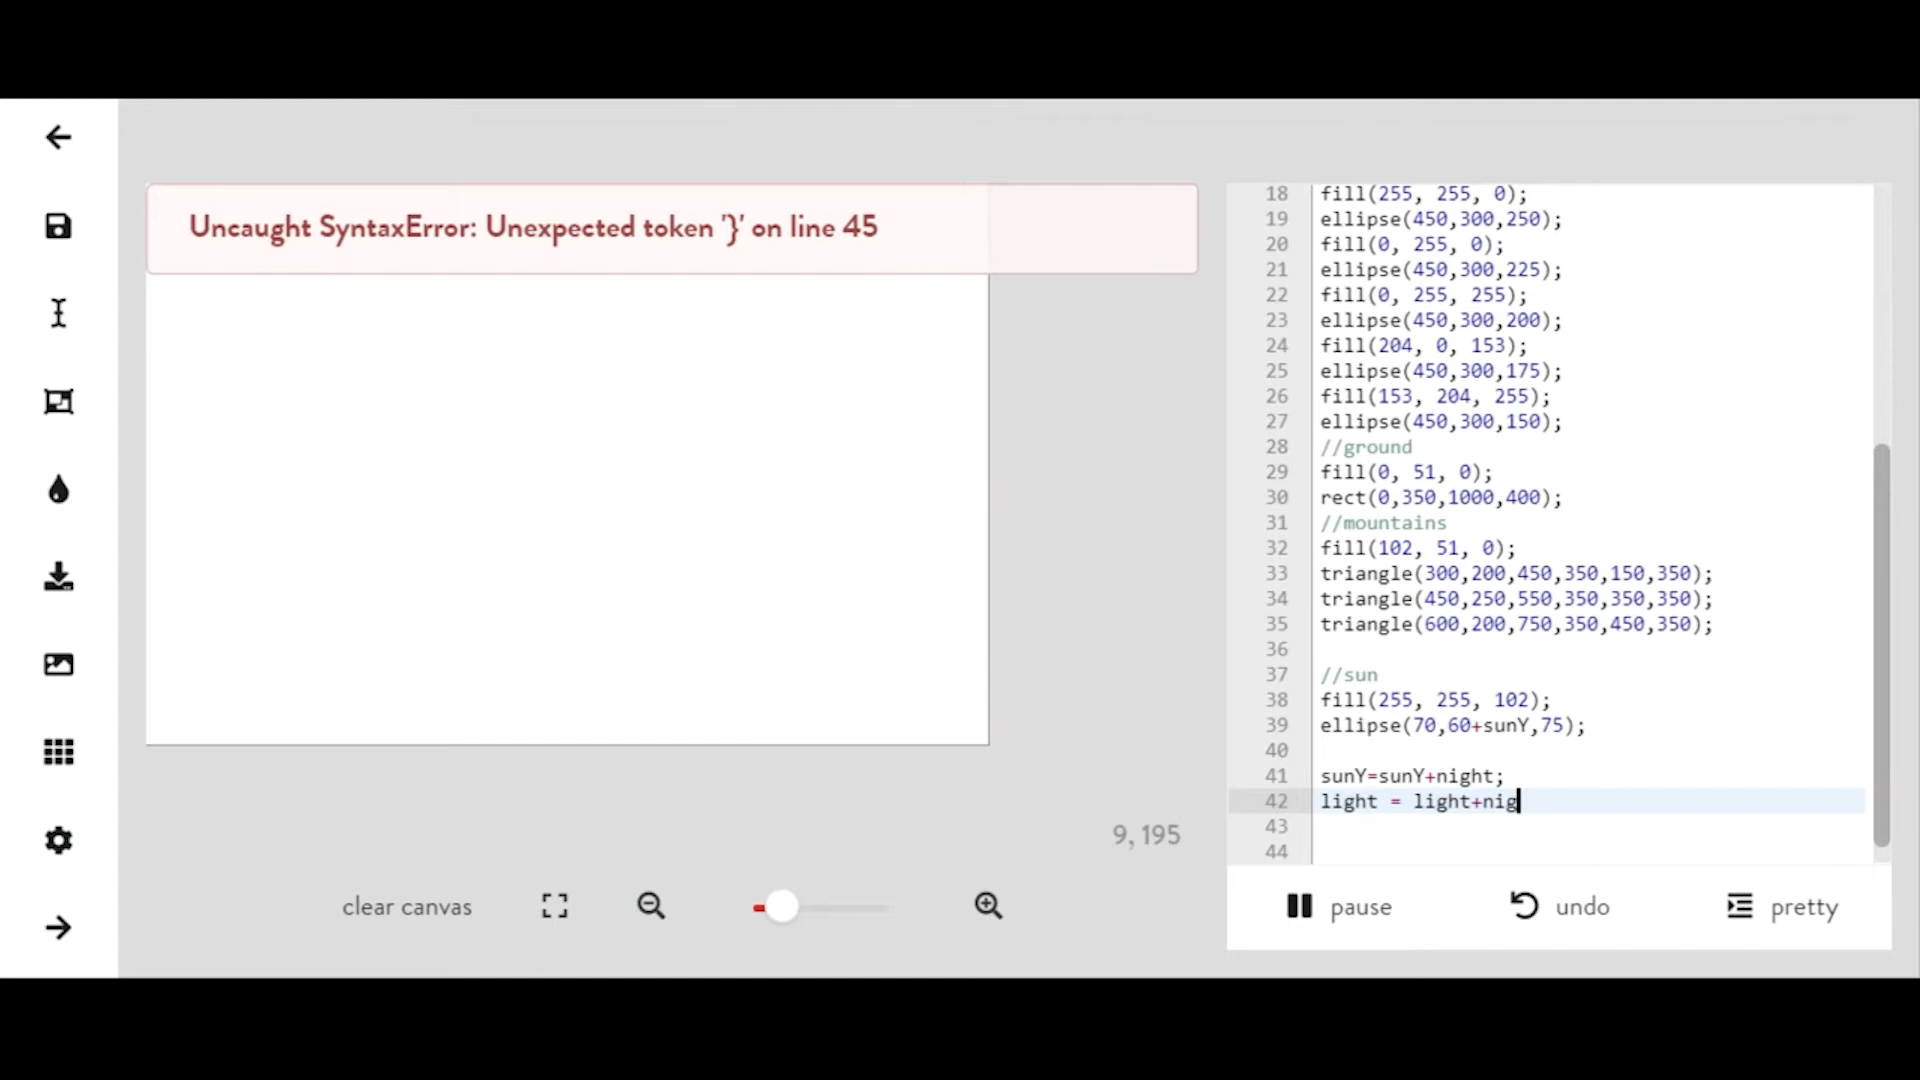 Uncaught SyntaxError: Unexpected token '}' on line 45
9, 195
clear canvas
18 fill(255, 255, 0);
19 ellipse(450,300,250);
20 fill(0, 255, 0);
21 ellipse(450,300,225);
22 fill(0, 255, 255);
23 ellipse(450,300,200);
24 fill(204, 0, 153);
25 ellipse(450,300,175);
26 fill(153, 204, 255);
27 ellipse(450,300,150);
28 //ground
29 fill(0, 51, 0);
30 rect(0,350,1000,400);
31 //mountains
32 fill(102, 51, 0);
33 triangle(300,200,450,350,150,350);
34 triangle(450,250,550,350,350,350);
35 triangle(600,200,750,350,450,350);
36
37 //sun
38 fill(255, 255, 102);
39 ellipse(70,60+sunY,75);
40
41 sunY=sunY+night;
42 light = light+nig
43
44
pause
undo
pretty